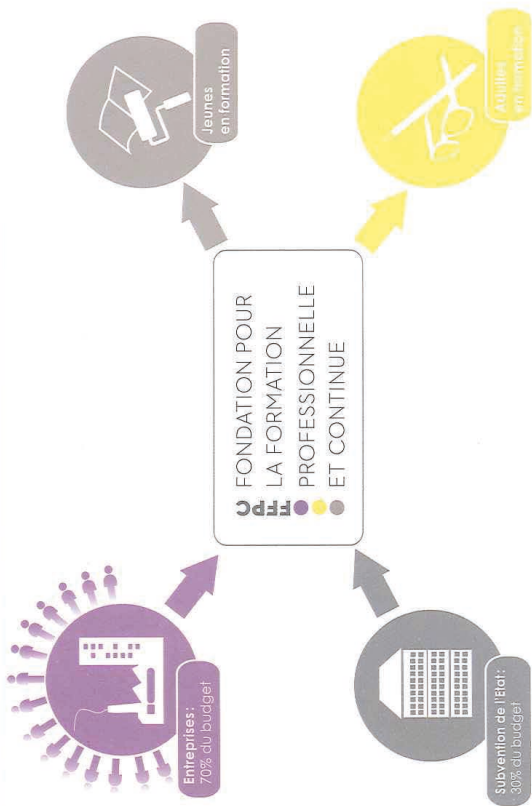 Entreprises:
70% du budget
Subvention de l'Etat:
30% du budget
FFPC
FONDATION POUR
LA FORMATION
PROFESSIONNELLE
ET CONTINUE
Jeunes
en formation
Adultes
en formation